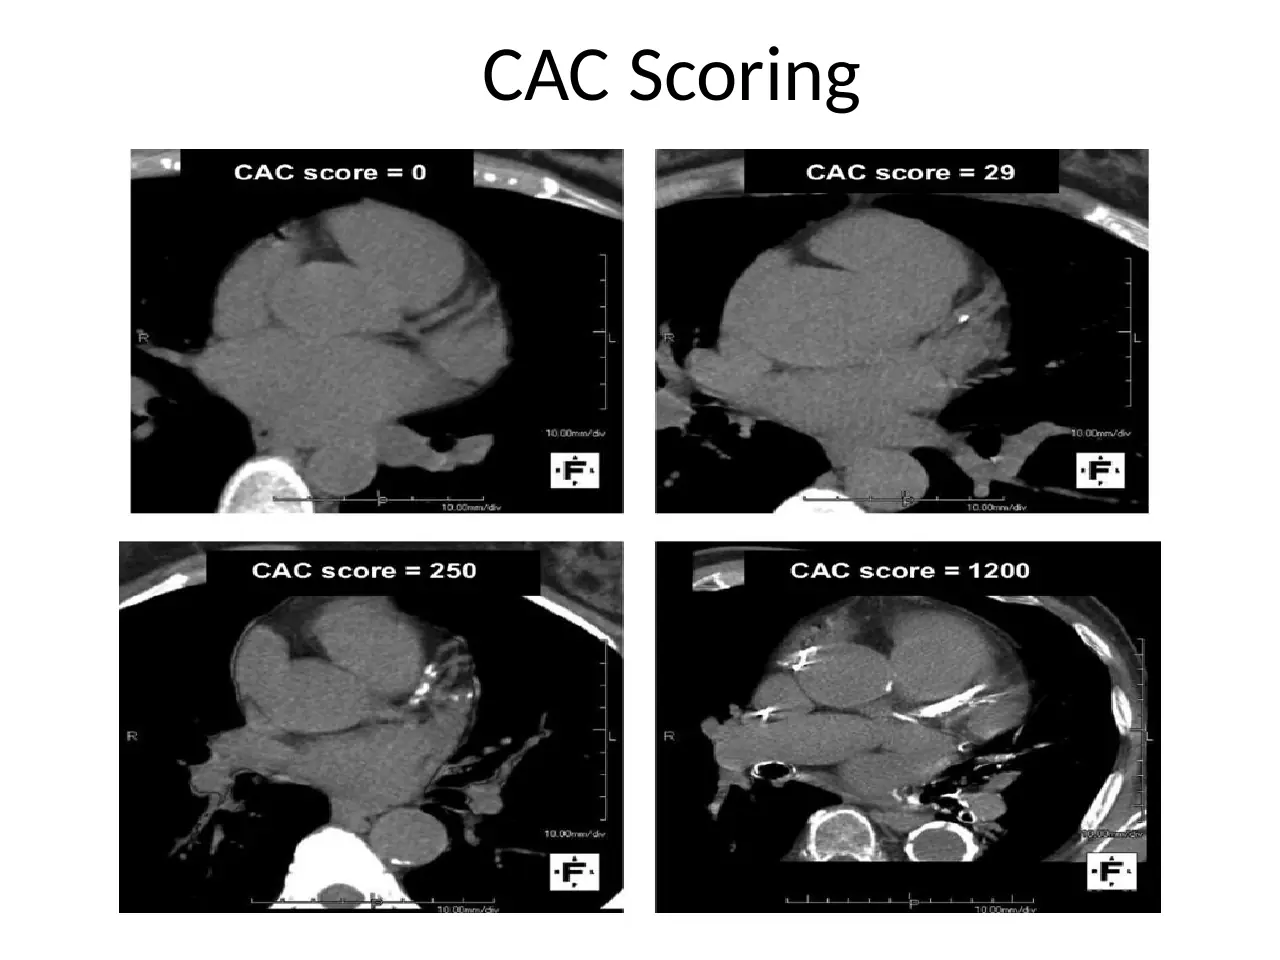 CAC Scoring
CAC score = 0
R
L
10.00mm/div
F
P
10.00mm/div
CAC score = 29
R
L
10.00mm/div
F
P
10.00mm/div
CAC score = 250
R
L
10.00mm/div
F
P
10.00mm/div
CAC score = 1200
R
L
10.00mm/div
F
P
10.00mm/div